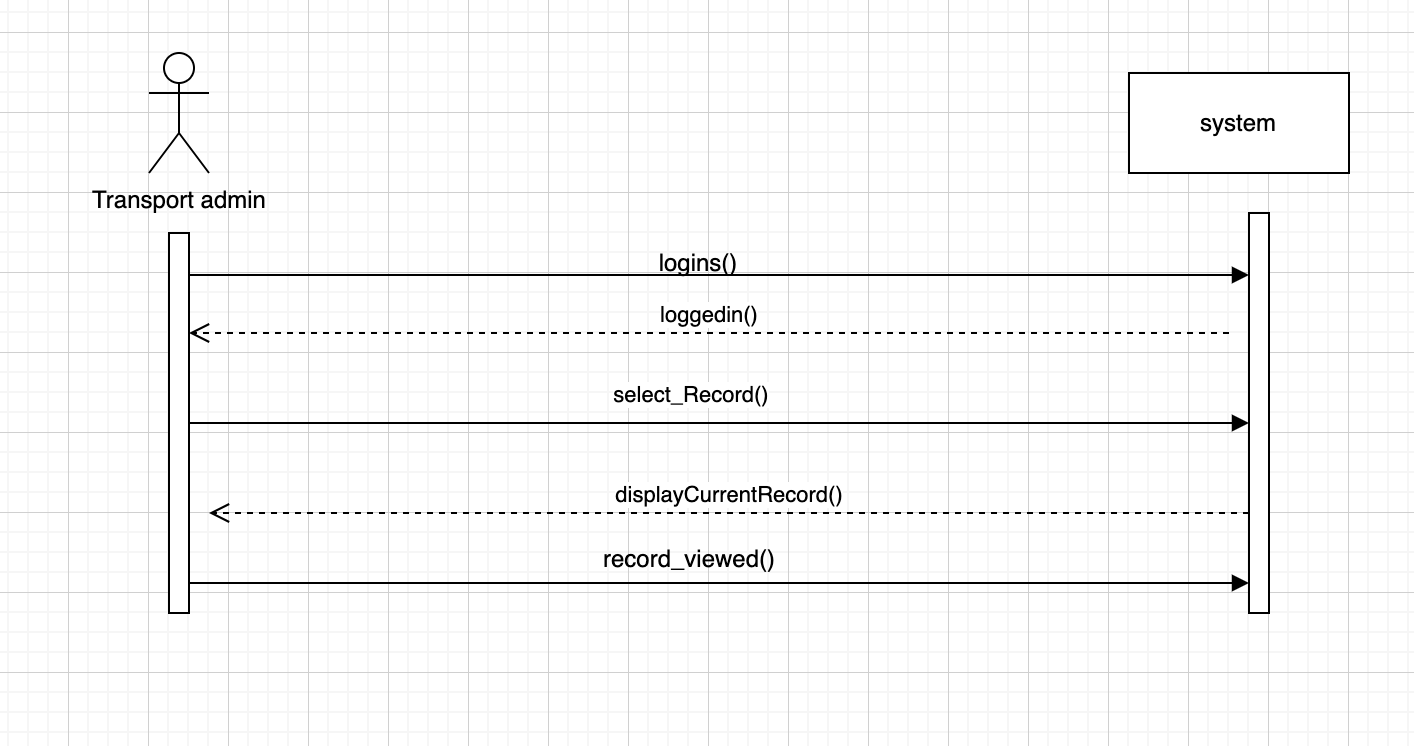 Transport admin
system
logins()
loggedin()
select_Record()
displayCurrentRecord()
record_viewed()